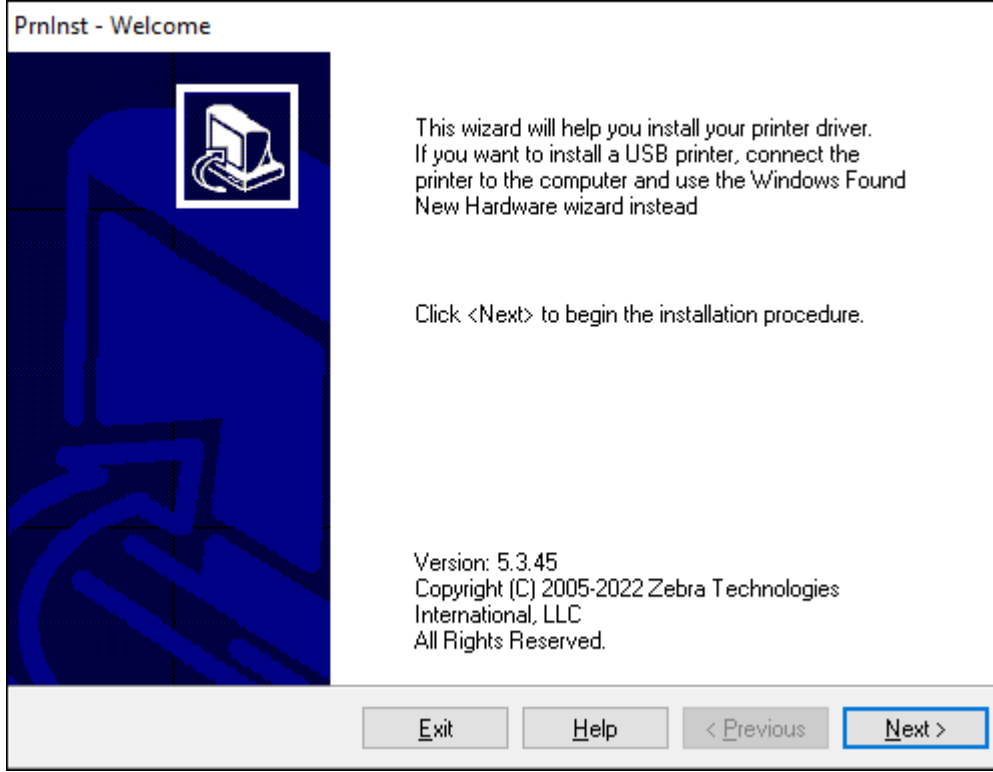 PrnInst - Welcome
This wizard will help you install your printer driver.
If you want to install a USB printer, connect the
printer to the computer and use the Windows Found
New Hardware wizard instead
Click <Next> to begin the installation procedure.
Version: 5.3.45
Copyright (C) 2005-2022 Zebra Technologies
International, LLC
All Rights Reserved.
Exit Help < Previous Next >